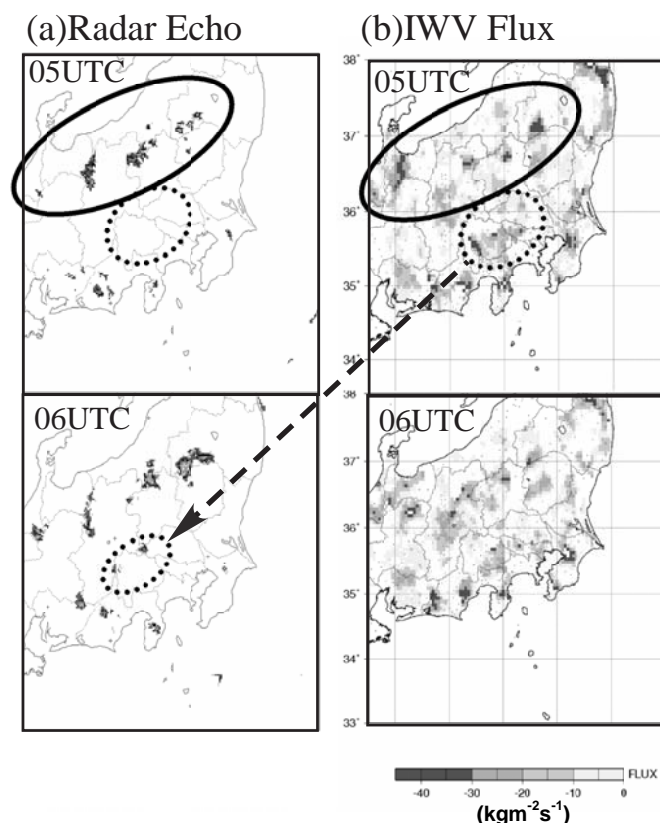 (a)Radar Echo
(b)IWV Flux
05UTC
05UTC
38°
37°
36°
35°
34°
06UTC
06UTC
38
37°
36°
35°
34°
33°
FLUX
-40 -30 -20 -10 0
(kgm⁻²s⁻¹)